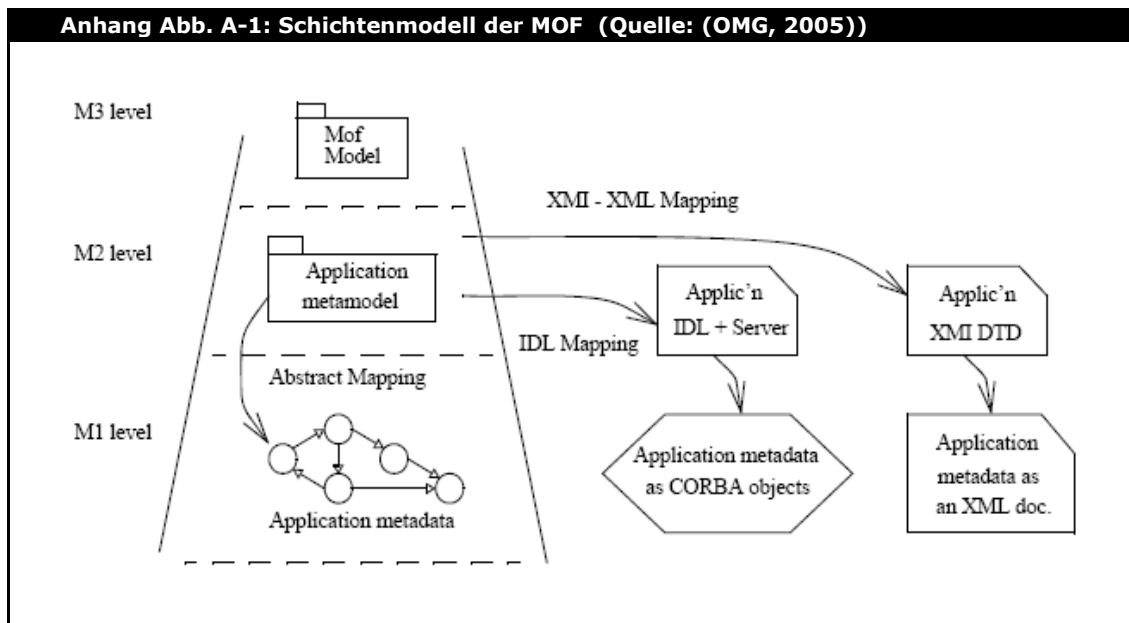 Anhang Abb. A-1: Schichtenmodell der MOF (Quelle: (OMG, 2005))
M3 level
Mof
Model
XMI - XML Mapping
M2 level
Application
metamodel
Applic'n
IDL + Server
Applic'n
XMI DTD
IDL Mapping
Abstract Mapping
M1 level
Application metadata
Application metadata
as CORBA objects
Application
metadata as
an XML doc.